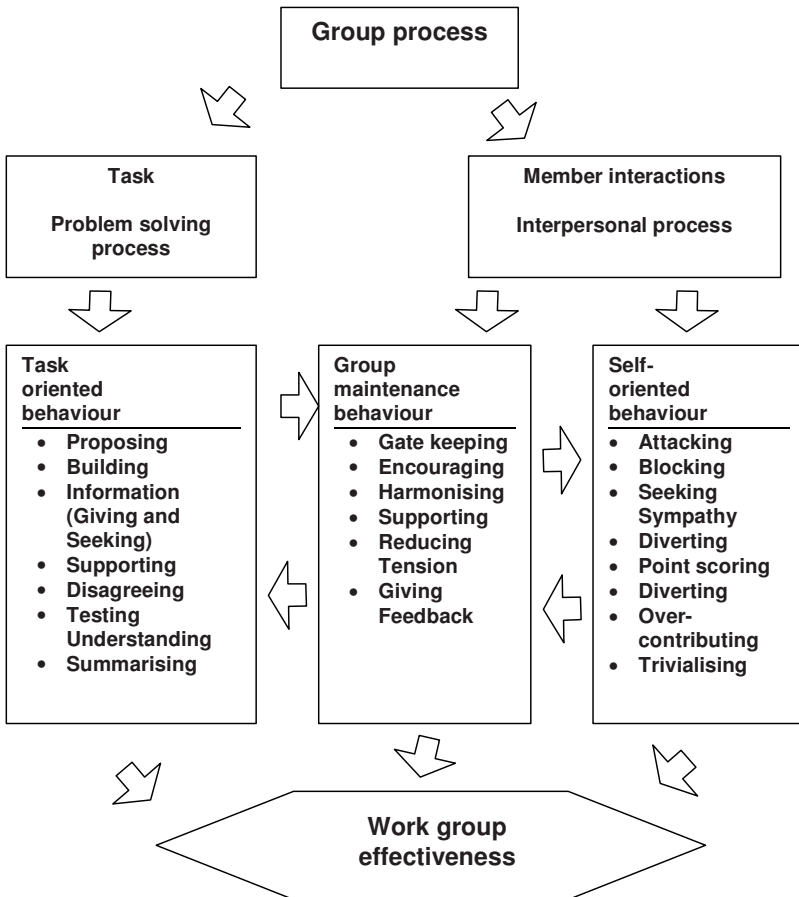 Group process
Task
Problem solving
process
Member interactions
Interpersonal process
Task
oriented
behaviour
• Proposing
• Building
• Information
(Giving and
Seeking)
• Supporting
• Disagreeing
• Testing
Understanding
• Summarising
Group
maintenance
behaviour
• Gate keeping
• Encouraging
• Harmonising
• Supporting
• Reducing
Tension
• Giving
Feedback
Self-
oriented
behaviour
• Attacking
• Blocking
• Seeking
Sympathy
• Diverting
• Point scoring
• Diverting
• Over-
contributing
• Trivialising
Work group
effectiveness